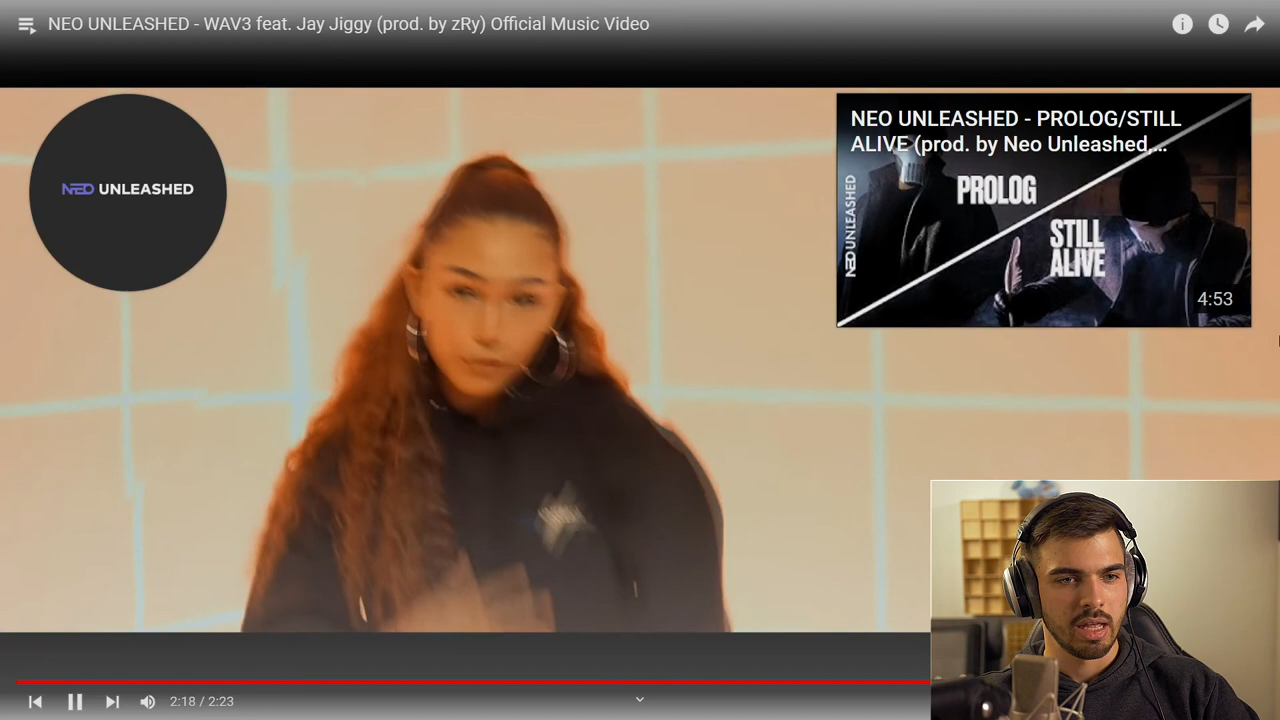 NEO UNLEASHED - WAV3 feat. Jay Jiggy (prod. by zRy) Official Music Video
NEO UNLEASHED
NEO UNLEASHED - PROLOG/STILL
ALIVE (prod. by Neo Unleashed,...
NEO UNLEASHED
PROLOG
STILL
ALIVE
4:53
2:18 / 2:23